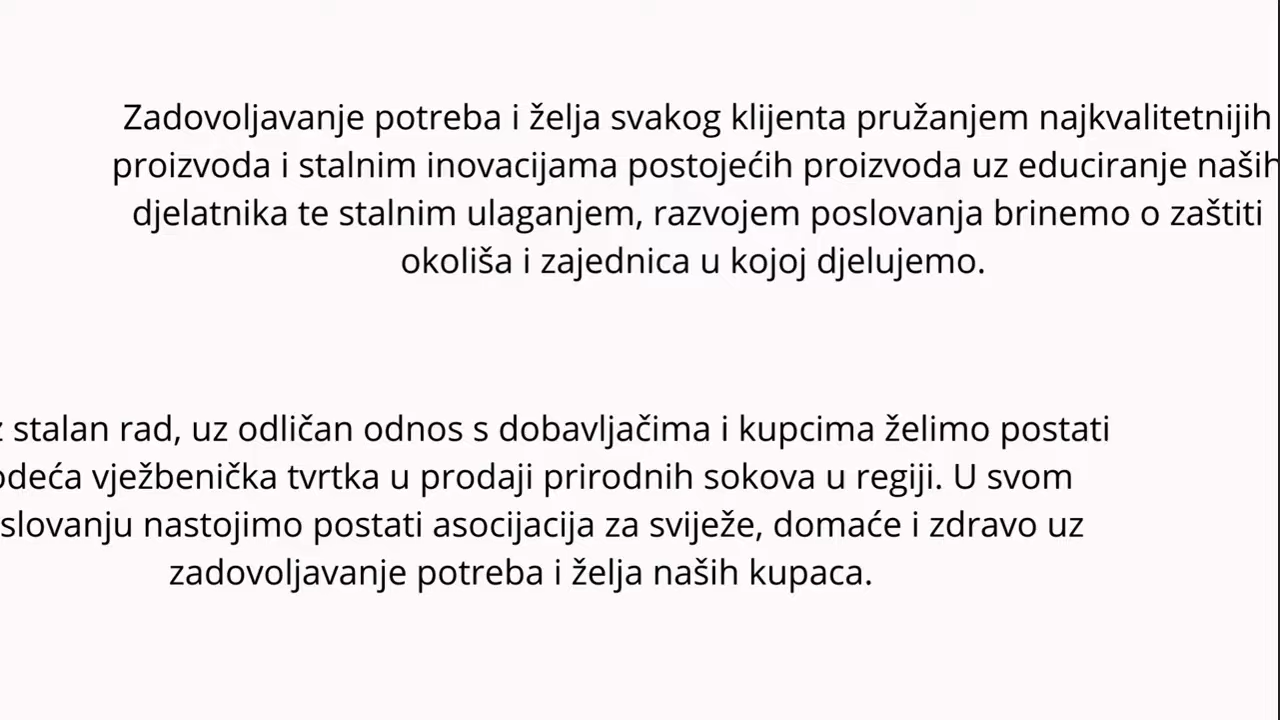 Zadovoljavanje potreba i želja svakog klijenta pružanjem najkvalitetnijih
proizvoda i stalnim inovacijama postojećih proizvoda uz educiranje naših
djelatnika te stalnim ulaganjem, razvojem poslovanja brinemo o zaštiti
okoliša i zajednica u kojoj djelujemo.
stalan rad, uz odličan odnos s dobavljačima i kupcima želimo postati
vježbenička tvrtka u prodaji prirodnih sokova u regiji. U svom
nastojimo postati asocijacija za sviježe, domaće i zdravo uz
zadovoljavanje potreba i želja naših kupaca.